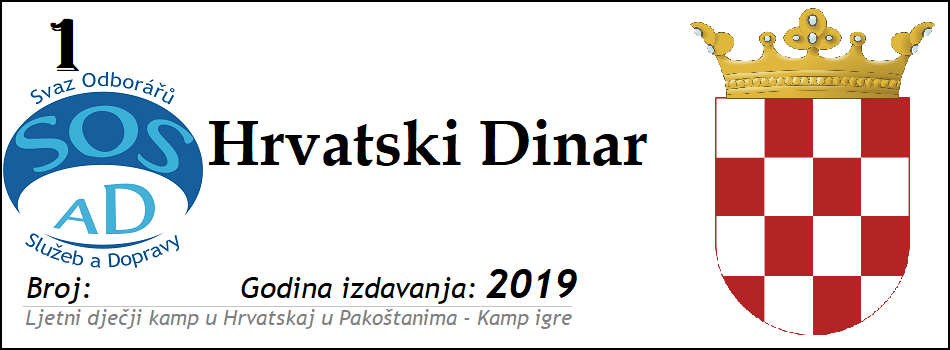 1
Svaz Odborářů
SOS
AD
Služeb a Dopravy
Hrvatski Dinar
Broj: Godina izdavanja: 2019
Ljetni dječji kamp u Hrvatskaj u Pakoštanima - Kamp igre